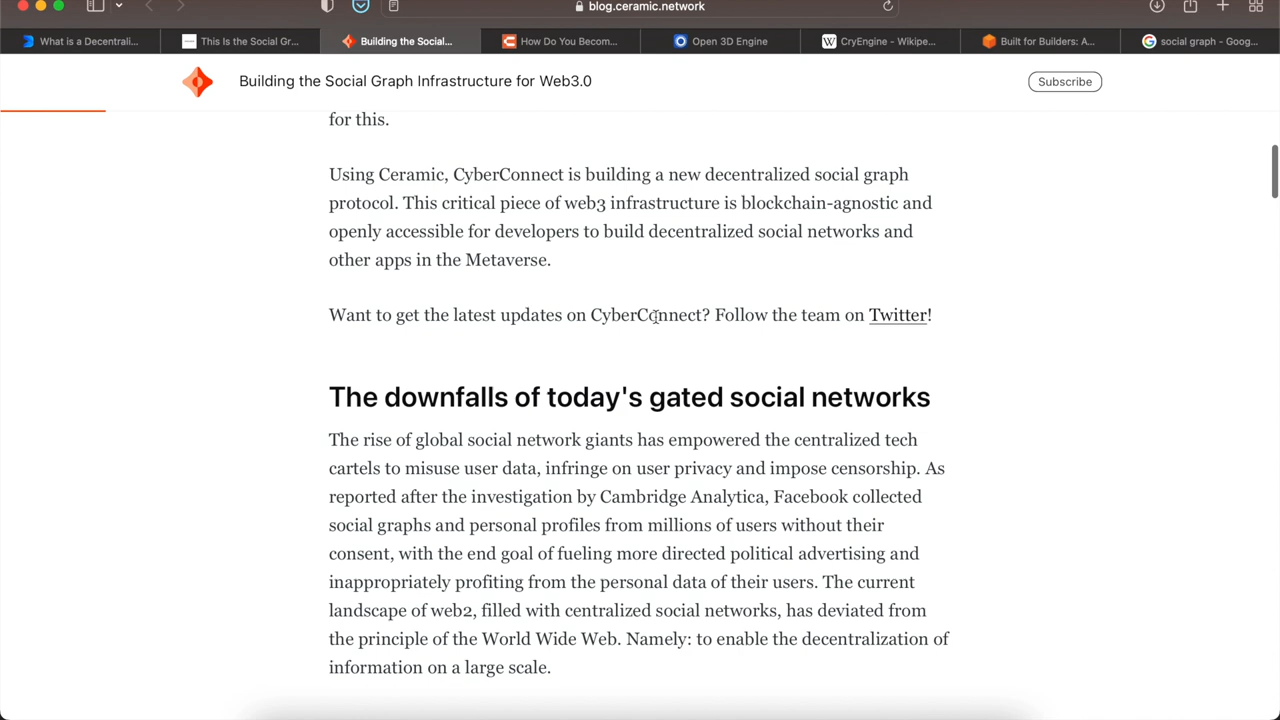 blog.ceramic.network
What is a Decentrali...
This Is the Social Gr...
Building the Social...
How Do You Becom...
Open 3D Engine
CryEngine - Wikipe...
Built for Builders: A...
social graph - Goog...
Building the Social Graph Infrastructure for Web3.0
Subscribe
for this.
Using Ceramic, CyberConnect is building a new decentralized social graph
protocol. This critical piece of web3 infrastructure is blockchain-agnostic and
openly accessible for developers to build decentralized social networks and
other apps in the Metaverse.
Want to get the latest updates on CyberConnect? Follow the team on Twitter!
The downfalls of today's gated social networks
The rise of global social network giants has empowered the centralized tech
cartels to misuse user data, infringe on user privacy and impose censorship. As
reported after the investigation by Cambridge Analytica, Facebook collected
social graphs and personal profiles from millions of users without their
consent, with the end goal of fueling more directed political advertising and
inappropriately profiting from the personal data of their users. The current
landscape of web2, filled with centralized social networks, has deviated from
the principle of the World Wide Web. Namely: to enable the decentralization of
information on a large scale.